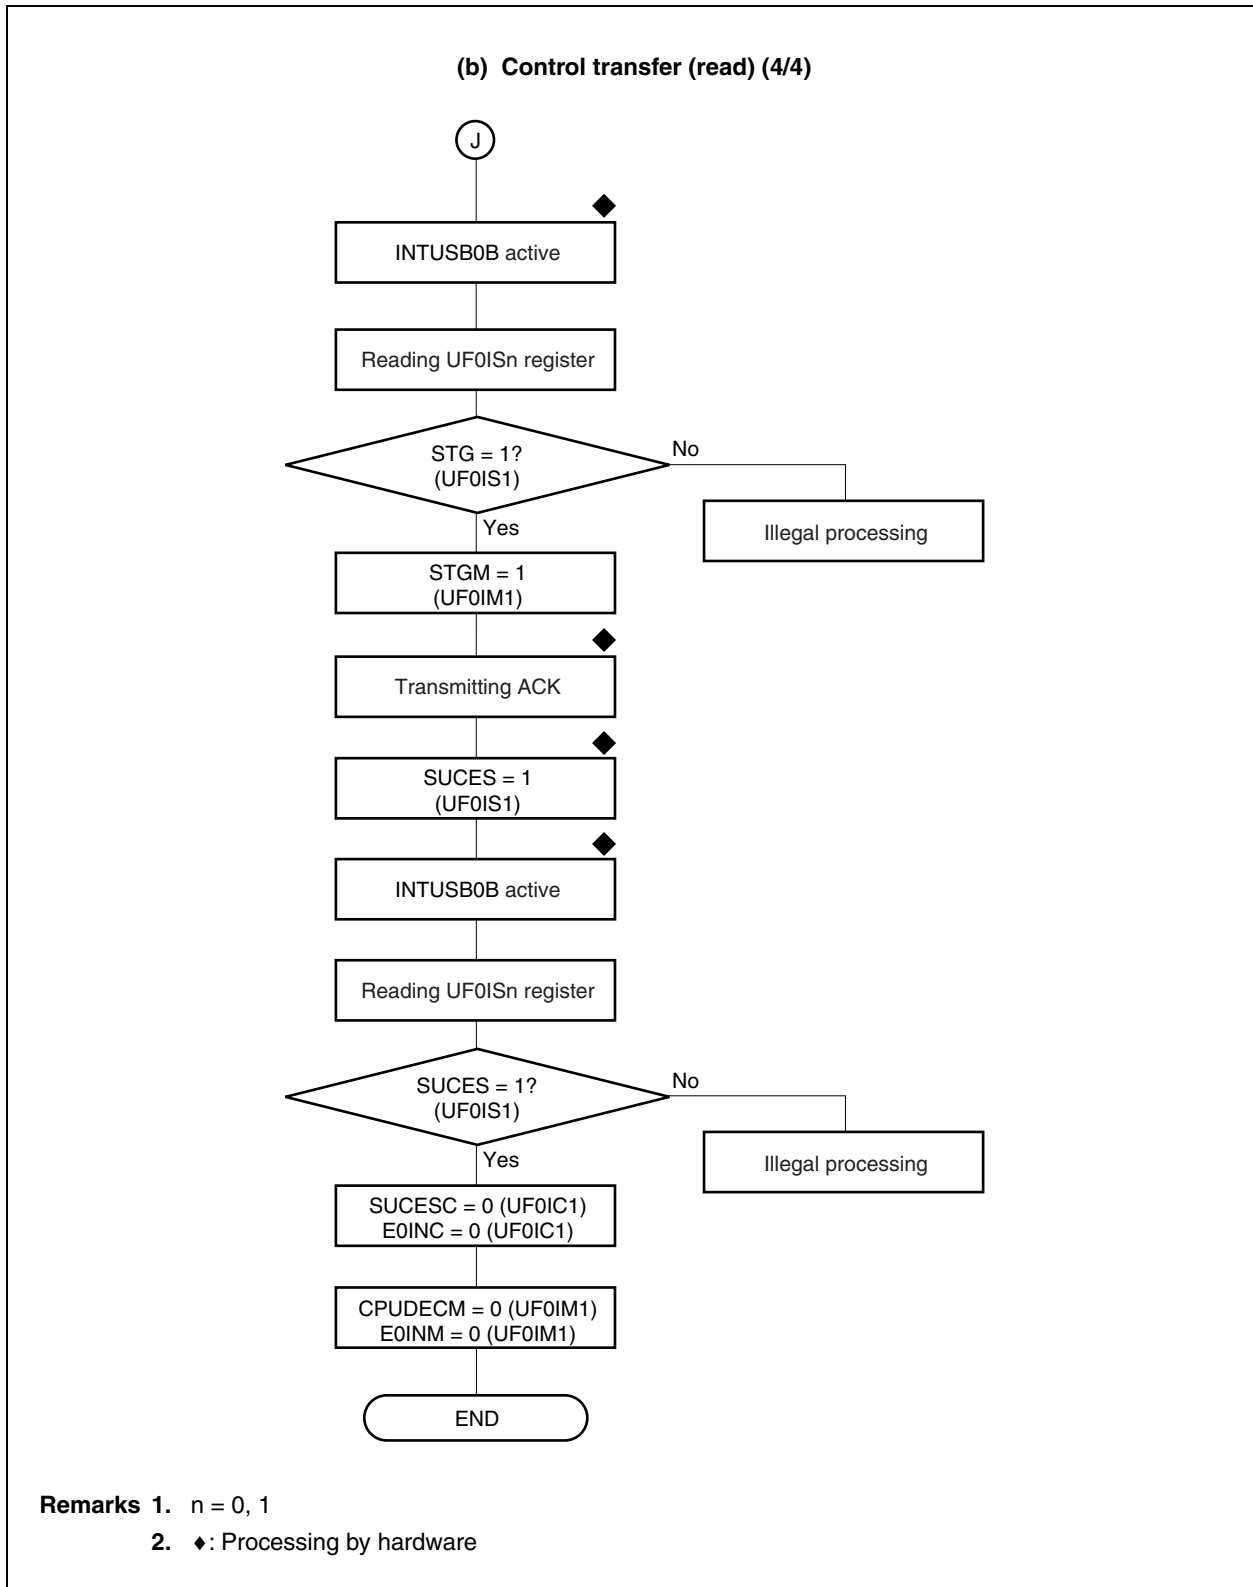 (b) Control transfer (read) (4/4)
J
INTUSB0B active
Reading UF0ISn register
STG = 1?
(UF0IS1)
No
Illegal processing
Yes
STGM = 1
(UF0IM1)
Transmitting ACK
SUCES = 1
(UF0IS1)
INTUSB0B active
Reading UF0ISn register
SUCES = 1?
(UF0IS1)
No
Illegal processing
Yes
SUCESC = 0 (UF0IC1)
E0INC = 0 (UF0IC1)
CPUDECM = 0 (UF0IM1)
E0INM = 0 (UF0IM1)
END
Remarks 1. n = 0, 1
2. ♦: Processing by hardware